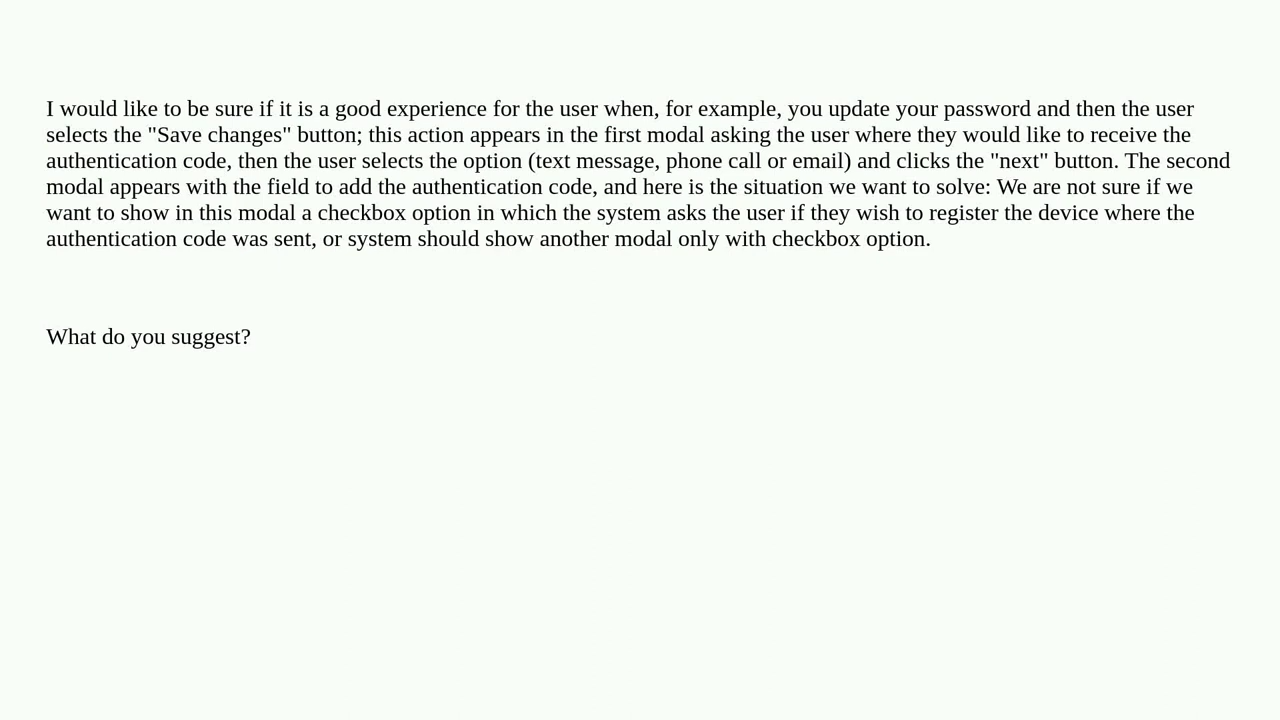 I would like to be sure if it is a good experience for the user when, for example, you update your password and then the user
selects the "Save changes" button; this action appears in the first modal asking the user where they would like to receive the
authentication code, then the user selects the option (text message, phone call or email) and clicks the "next" button. The second
modal appears with the field to add the authentication code, and here is the situation we want to solve: We are not sure if we
want to show in this modal a checkbox option in which the system asks the user if they wish to register the device where the
authentication code was sent, or system should show another modal only with checkbox option.
What do you suggest?